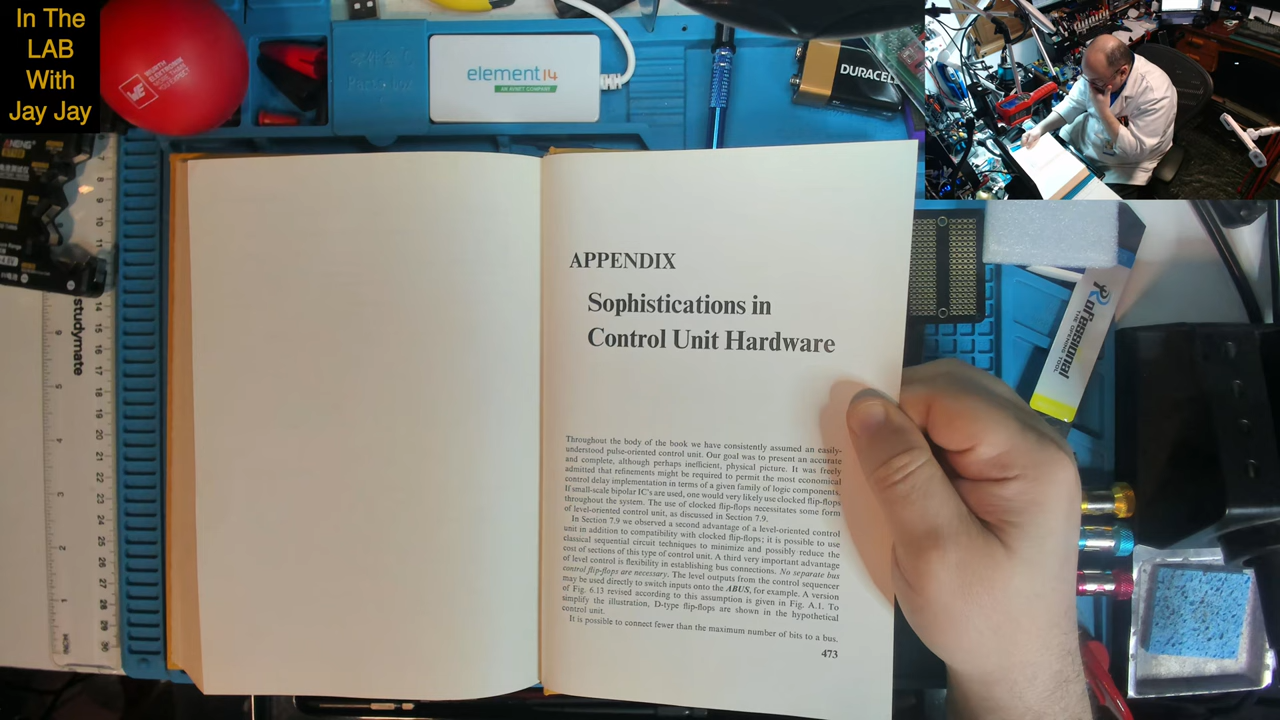 In The
LAB
With
Jay Jay
WÜRTH
ELEKTRONIK
MORE THAN
YOU EXPECT
element14
AN AVNET COMPANY
DURACELL
studymate
Rofessional
THE OPENING TOOL
APPENDIX
Sophistications in
Control Unit Hardware
Throughout the body of the book we have consistently assumed an easily-
understood pulse-oriented control unit. Our goal was to present an accurate
and complete, although perhaps inefficient, physical picture. It was freely
admitted that refinements might be required to permit the most economical
control delay implementation in terms of a given family of logic components.
If small-scale bipolar IC's are used, one would very likely use clocked flip-flops
throughout the system. The use of clocked flip-flops necessitates some form
of level-oriented control unit, as discussed in Section 7.9.
In Section 7.9 we observed a second advantage of a level-oriented control
unit in addition to compatibility with clocked flip-flops; it is possible to use
classical sequential circuit techniques to minimize and possibly reduce the
cost of sections of this type of control unit. A third very important advantage
of level control is flexibility in establishing bus connections. No separate bus
control flip-flops are necessary. The level outputs from the control sequencer
may be used directly to switch inputs onto the ABUS, for example. A version
of Fig. 6.13 revised according to this assumption is given in Fig. A.1. To
simplify the illustration, D-type flip-flops are shown in the hypothetical
control unit.
It is possible to connect fewer than the maximum number of bits to a bus.
473